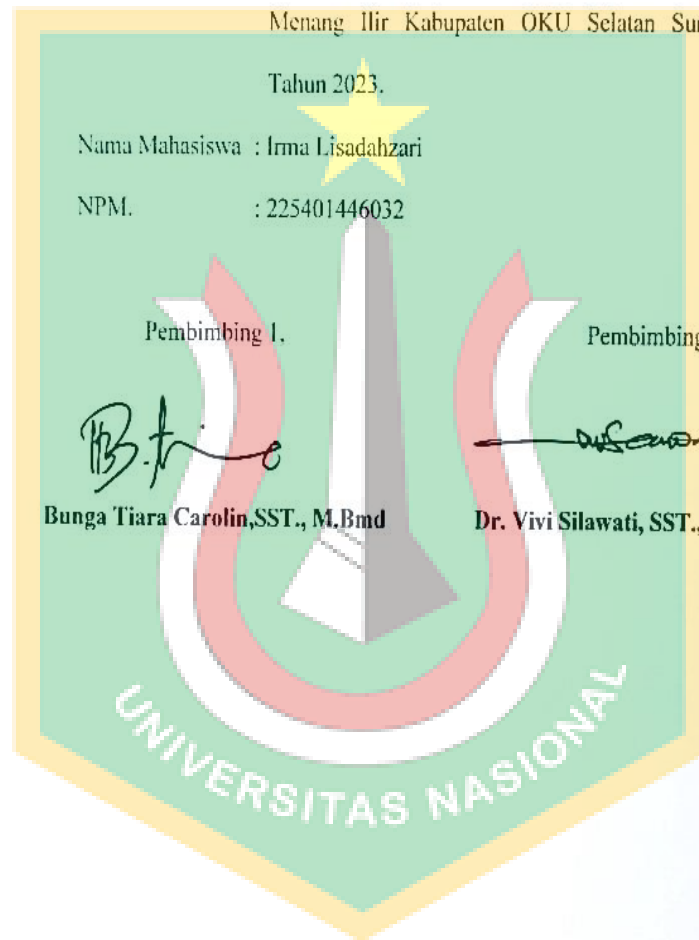 Menang Ilir Kabupaten OKU Selatan
Tahun 2023.
Nama Mahasiswa : Irma Lisadahzari
NPM. : 225401446032
Pembimbing 1,
Pembimbing
Bunga Tiara Carolin,SST., M.Bmd
Dr. Vivi Silawati, SST.,
UNIVERSITAS NASIONAL